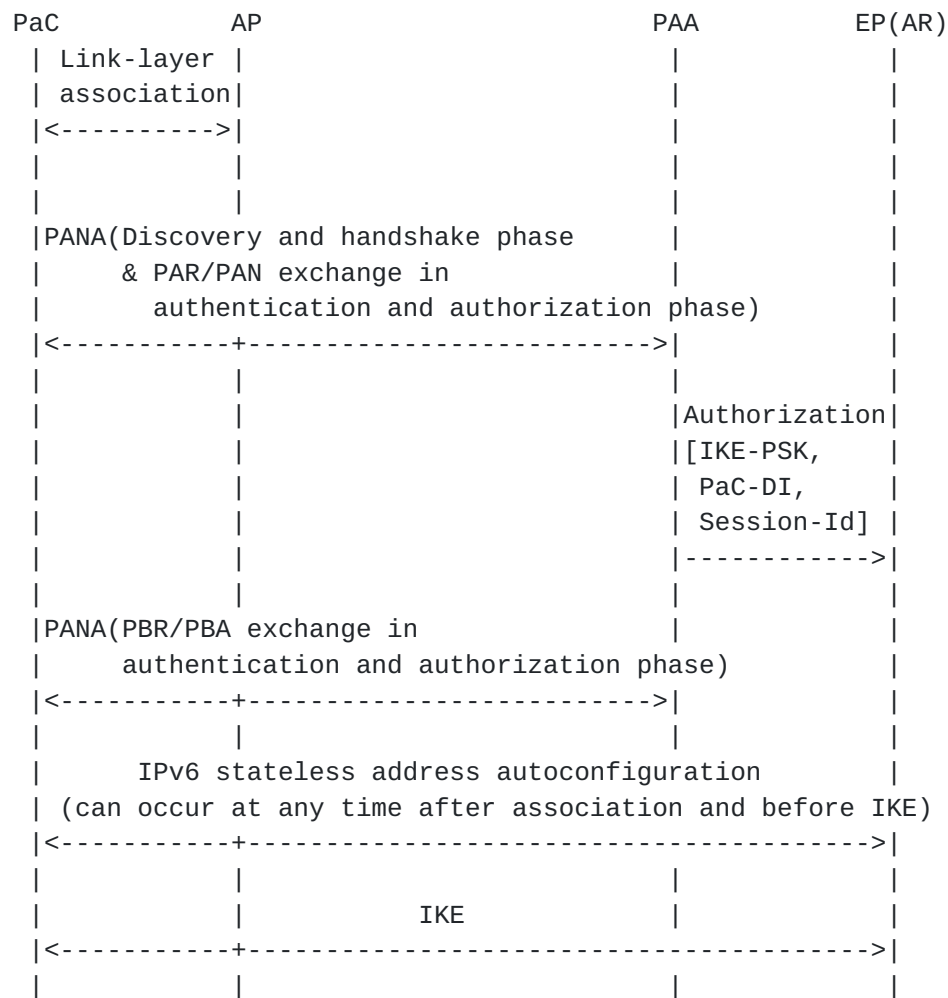 PaC             AP                          PAA             EP(AR)
 | Link-layer |                            |             |
 | association|                            |             |
 |<---------->|                            |             |
 |            |                            |             |
 |            |                            |             |
 |PANA(Discovery and handshake phase       |             |
 |     & PAR/PAN exchange in               |             |
 |       authentication and authorization phase)         |
 |<-----------+--------------------------->|             |
 |            |                            |             |
 |            |                            |Authorization|
 |            |                            |[IKE-PSK,    |
 |            |                            | PaC-DI,     |
 |            |                            | Session-Id] |
 |            |                            |------------>|
 |            |                            |             |
 |PANA(PBR/PBA exchange in                 |             |
 |     authentication and authorization phase)           |
 |<-----------+--------------------------->|             |
 |            |                            |             |
 |      IPv6 stateless address autoconfiguration         |
 | (can occur at any time after association and before IKE)
 |<-----------+----------------------------------------->|
 |            |                            |             |
 |            |           IKE              |             |
 |<-----------+----------------------------------------->|
 |            |                            |             |